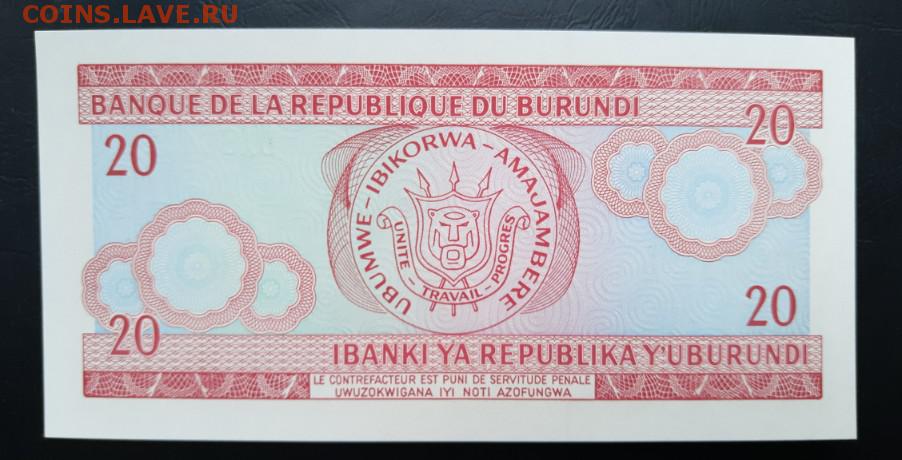 COINS.LAVE.RU
BANQUE DE LA REPUBLIQUE DU BURUNDI
20
20
UBUMWE - IBIKORWA - AMAJAMBERE
UNITE - TRAVAIL - PROGRES
20
20
IBANKI YA REPUBLIKA Y'UBURUNDI
LE CONTREFACTEUR EST PUNI DE SERVITUDE PENALE
UWUZOKWIGANA IYI NOTI AZOFUNGWA